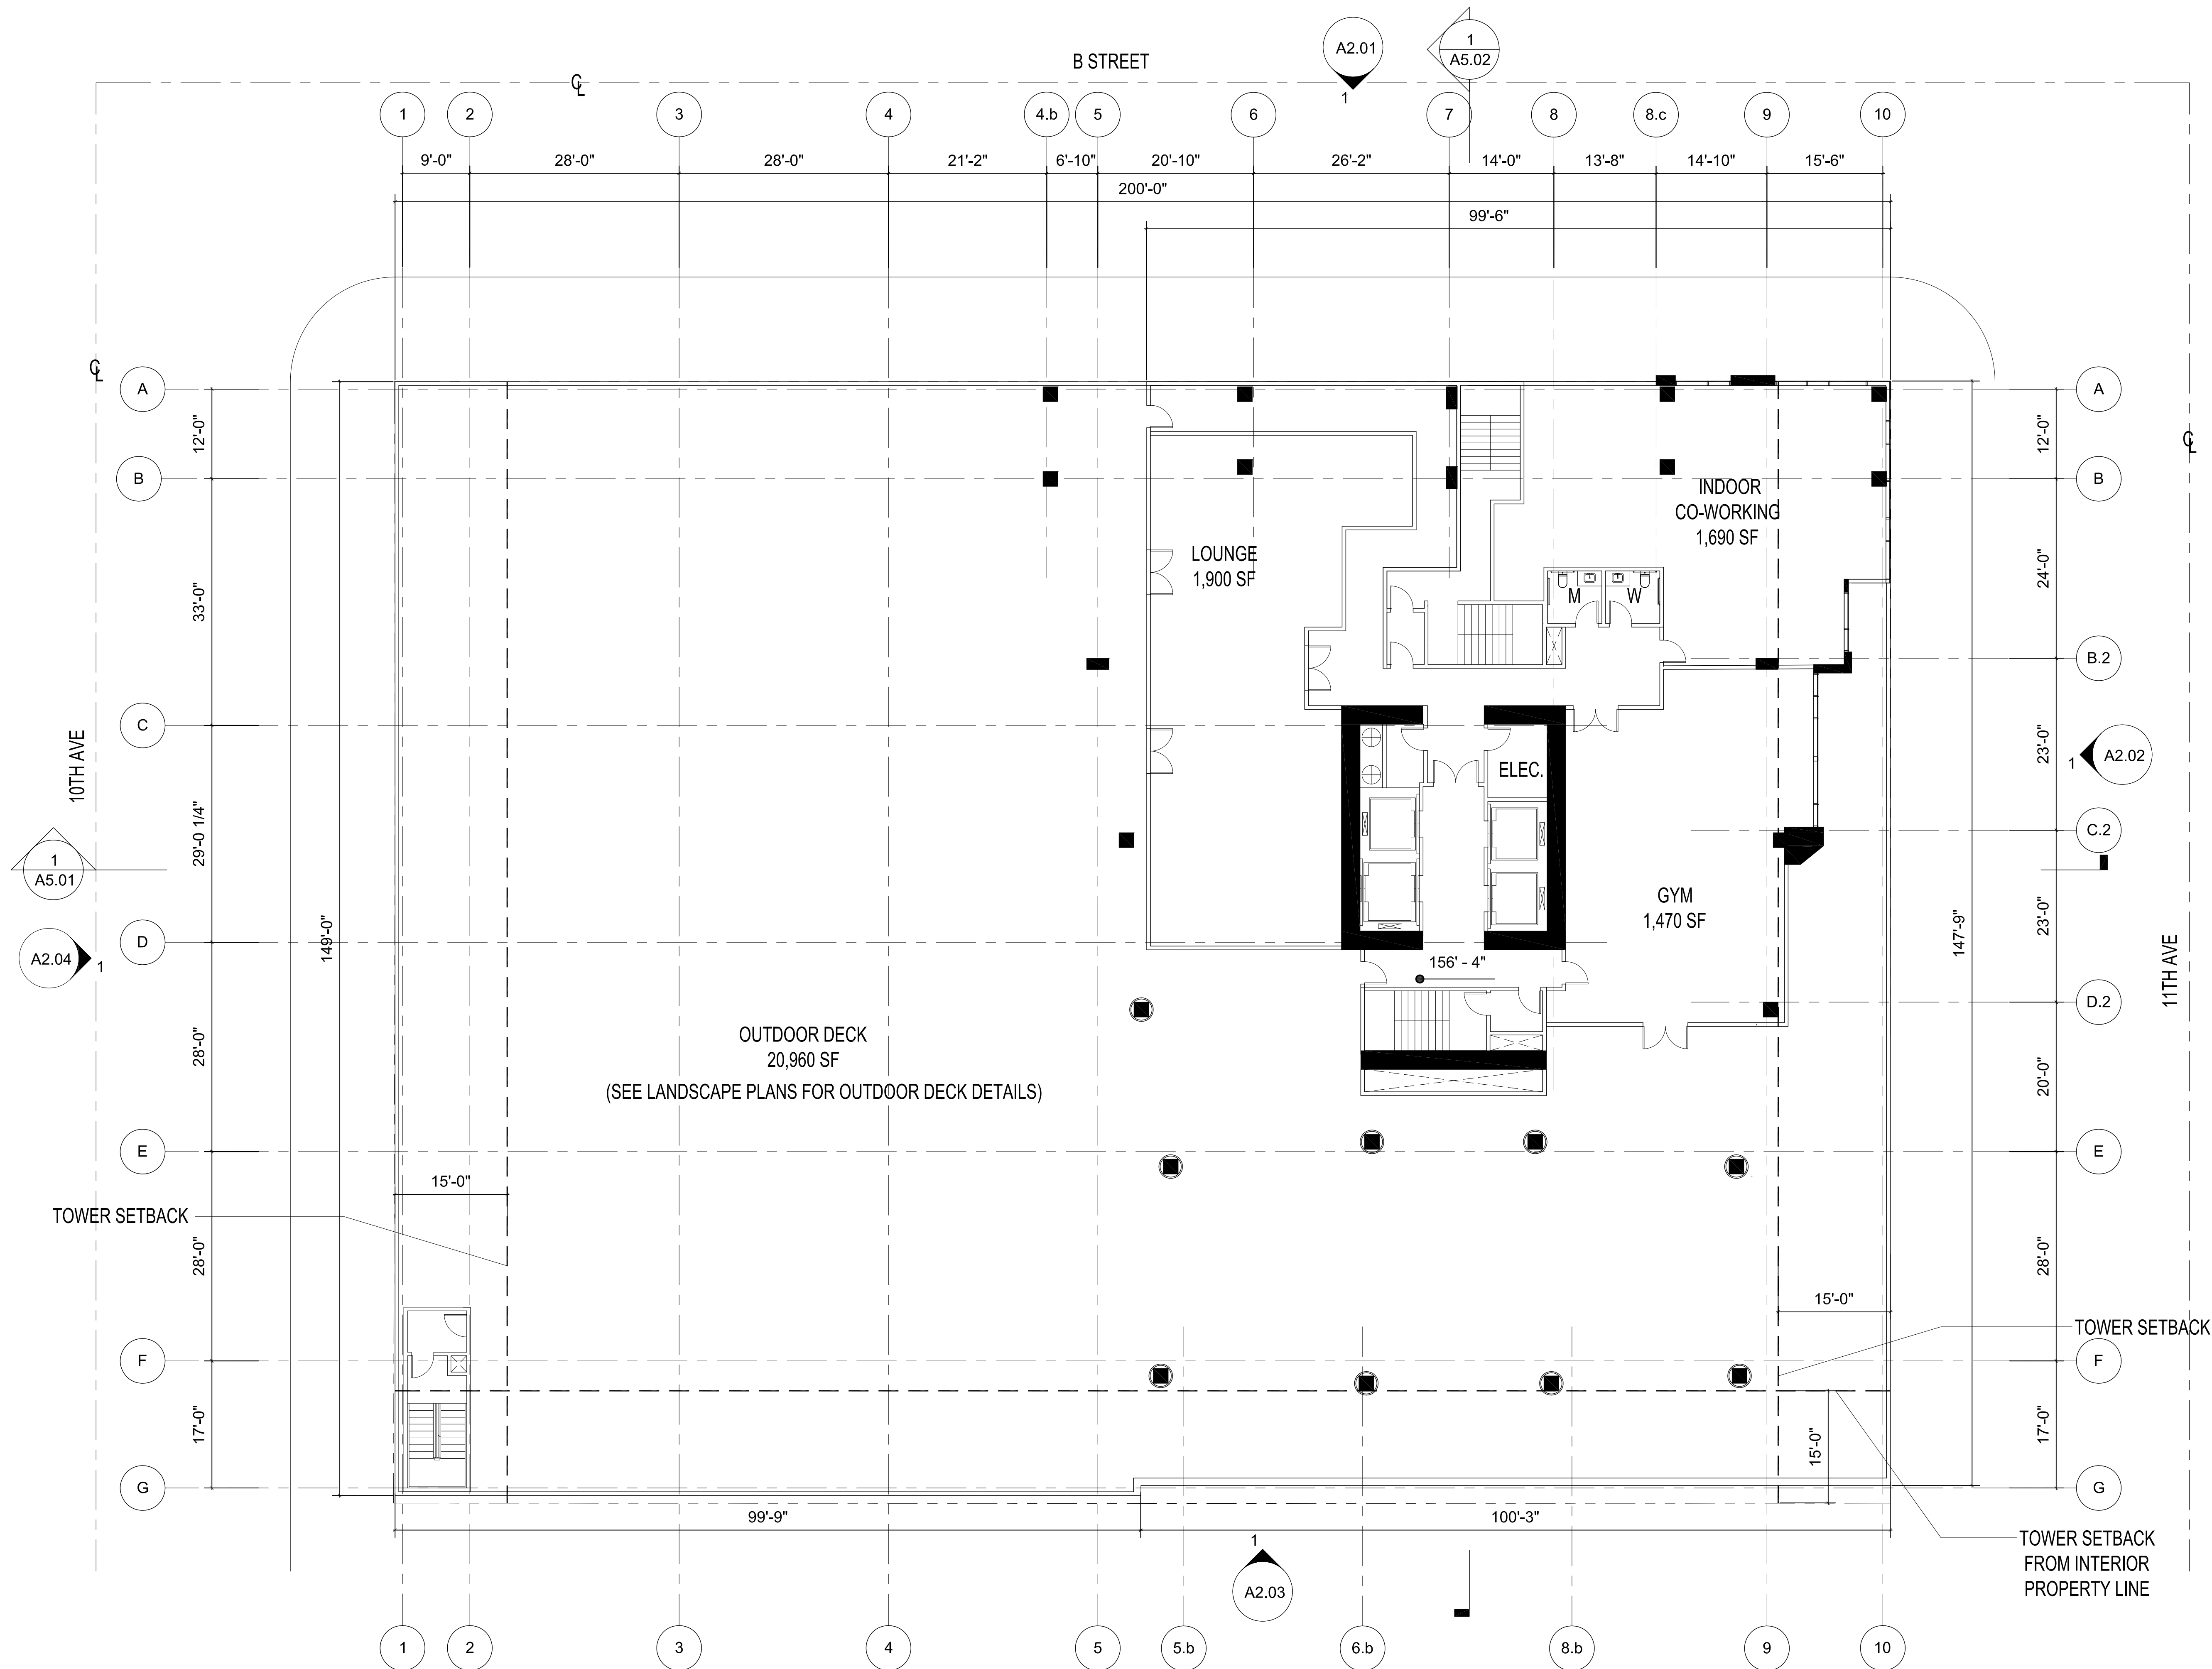 B STREET
A2.01
1
1
A5.02
CL
1
2
3
4
4.b
5
6
7
8
8.c
9
10
9'-0"
28'-0"
28'-0"
21'-2"
6'-10"
20'-10"
26'-2"
14'-0"
13'-8"
14'-10"
15'-6"
200'-0"
99'-6"
CL
CL
A
A
12'-0"
12'-0"
B
B
INDOOR
CO-WORKING
1,690 SF
LOUNGE
1,900 SF
33'-0"
24'-0"
M
W
B.2
C
10TH AVE
ELEC.
23'-0"
1
A2.02
29'-0 1/4"
C.2
1
A5.01
GYM
1,470 SF
149'-0"
23'-0"
147'-9"
D
A2.04
1
156' - 4"
11TH AVE
D.2
OUTDOOR DECK
20,960 SF
(SEE LANDSCAPE PLANS FOR OUTDOOR DECK DETAILS)
28'-0"
20'-0"
E
E
15'-0"
TOWER SETBACK
28'-0"
28'-0"
15'-0"
TOWER SETBACK
F
F
17'-0"
17'-0"
15'-0"
G
G
99'-9"
100'-3"
1
A2.03
TOWER SETBACK
FROM INTERIOR
PROPERTY LINE
1
2
3
4
5
5.b
6.b
8.b
9
10